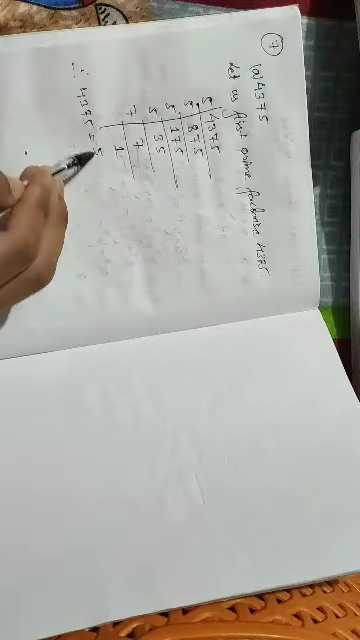 7
(a) 4375
Let us first prime factorise 4375.
5 | 4375
5 | 875
5 | 175
5 | 35
7 | 7
1
∴ 4375 = 5